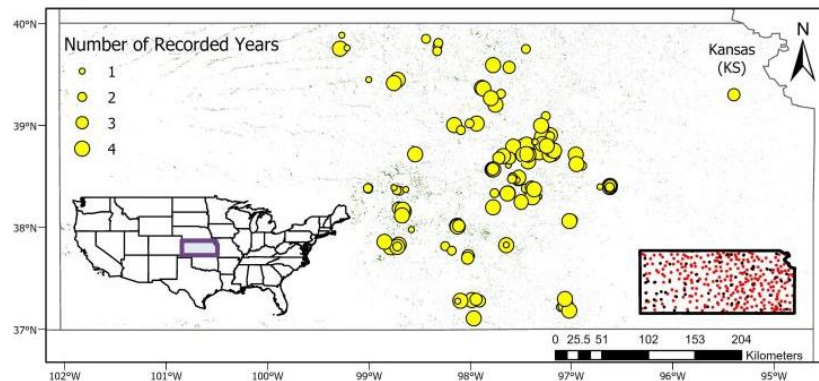 40°N
Number of Recorded Years
1
2
3
4
Kansas
(KS)
N
39°N
38°N
37°N
0 25.5 51 102 153 204
Kilometers
102°W 101°W 100°W 99°W 98°W 97°W 96°W 95°W